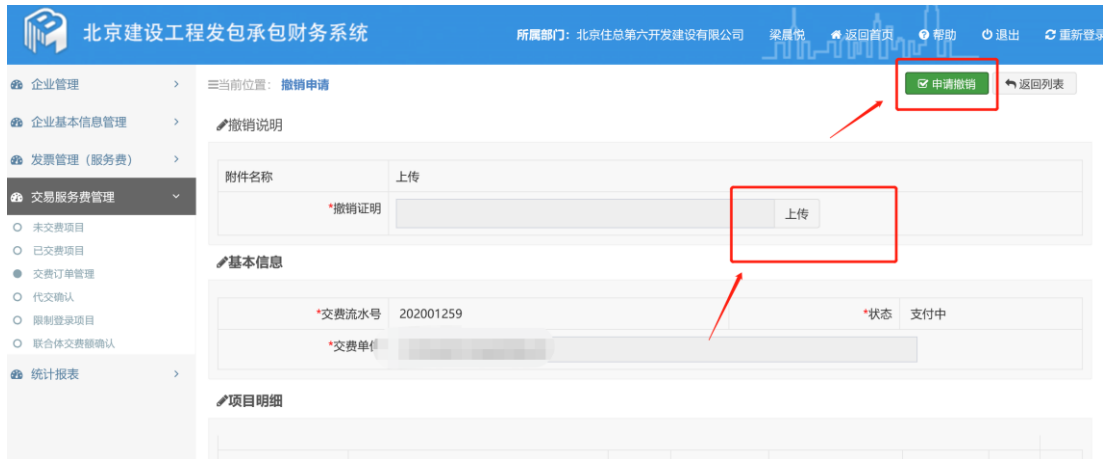 北京建设工程发包承包财务系统
所属部门：北京住总第六开发建设有限公司 梁晨悦 返回首页 帮助 退出 重新登录
企业管理
企业基本信息管理
发票管理（服务费）
交易服务费管理
未交费项目
已交费项目
交费订单管理
代交确认
限制登录项目
联合体交费额确认
统计报表
当前位置： 撤销申请
申请撤销 返回列表
撤销说明
附件名称 上传
*撤销证明 上传
基本信息
*交费流水号 202001259 *状态 支付中
*交费单位
项目明细